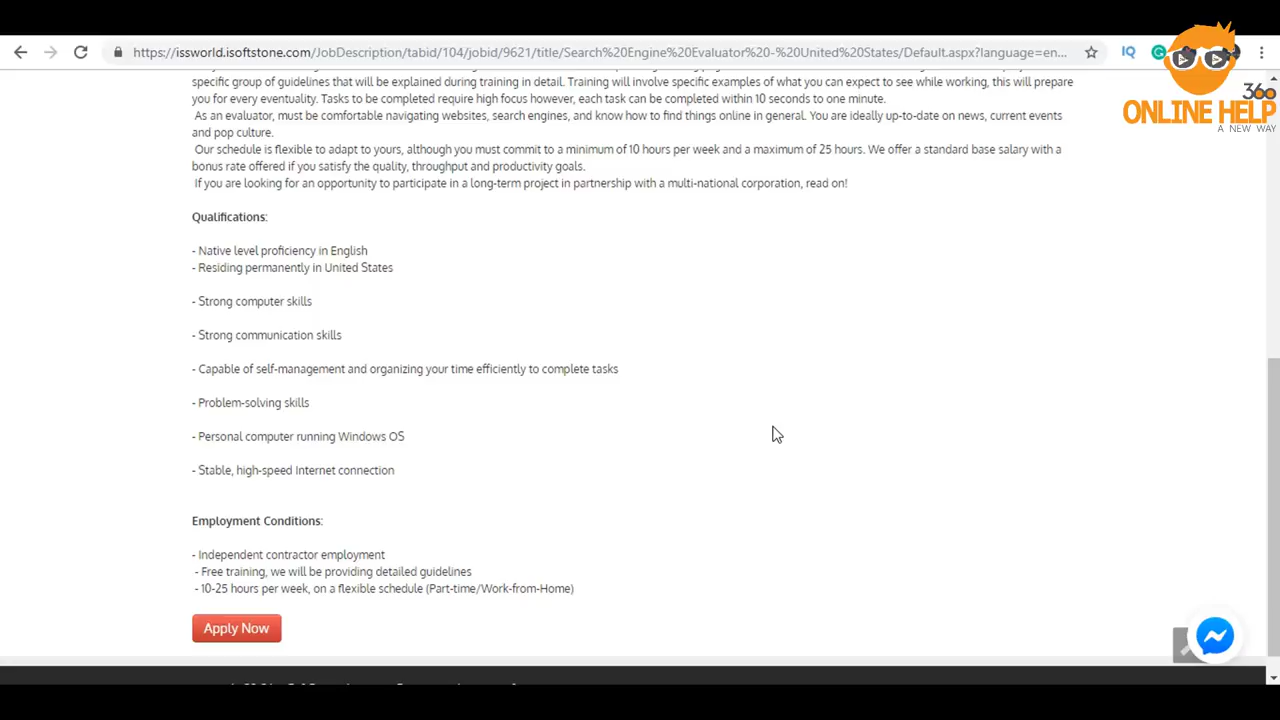 https://issworld.isoftstone.com/JobDescription/tabid/104/jobid/9621/title/Search%20Engine%20Evaluator%20-%20United%20States/Default.aspx?language=en...
IQ
360
ONLINE HELP
A NEW WAY
specific group of guidelines that will be explained during training in detail. Training will involve specific examples of what you can expect to see while working, this will prepare
you for every eventuality. Tasks to be completed require high focus however, each task can be completed within 10 seconds to one minute.
As an evaluator, must be comfortable navigating websites, search engines, and know how to find things online in general. You are ideally up-to-date on news, current events
and pop culture.
Our schedule is flexible to adapt to yours, although you must commit to a minimum of 10 hours per week and a maximum of 25 hours. We offer a standard base salary with a
bonus rate offered if you satisfy the quality, throughput and productivity goals.
If you are looking for an opportunity to participate in a long-term project in partnership with a multi-national corporation, read on!
Qualifications:
- Native level proficiency in English
- Residing permanently in United States
- Strong computer skills
- Strong communication skills
- Capable of self-management and organizing your time efficiently to complete tasks
- Problem-solving skills
- Personal computer running Windows OS
- Stable, high-speed Internet connection
Employment Conditions:
- Independent contractor employment
- Free training, we will be providing detailed guidelines
- 10-25 hours per week, on a flexible schedule (Part-time/Work-from-Home)
Apply Now